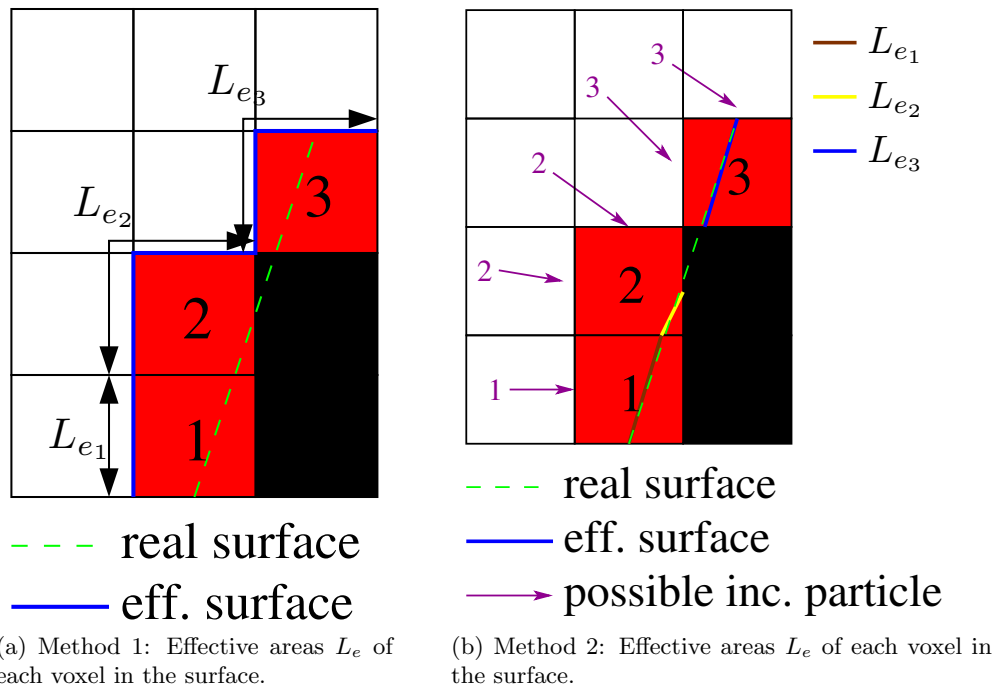 L_{e_3}
3
L_{e_2}
2
L_{e_1}
1
real surface
eff. surface
(a) Method 1: Effective areas L_e of
each voxel in the surface.
3
L_{e_1}
3
L_{e_2}
2
3
L_{e_3}
2
2
1
1
real surface
eff. surface
possible inc. particle
(b) Method 2: Effective areas L_e of each voxel in
the surface.